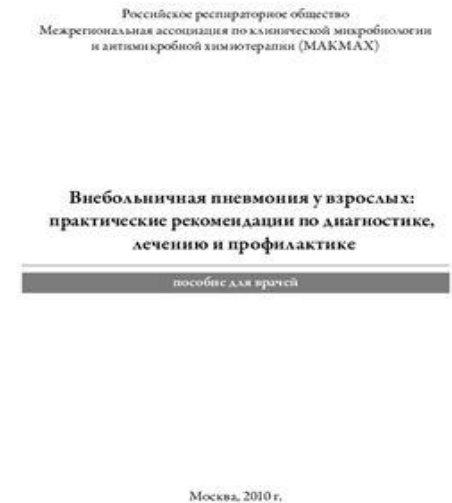 Российское респираторное общество
Межрегиональная ассоциация по клинической микробиологии
и антимикробной химиотерапии (МАКМАХ)
Внебольничная пневмония у взрослых:
практические рекомендации по диагностике,
лечению и профилактике
пособие для врачей
Москва, 2010 г.